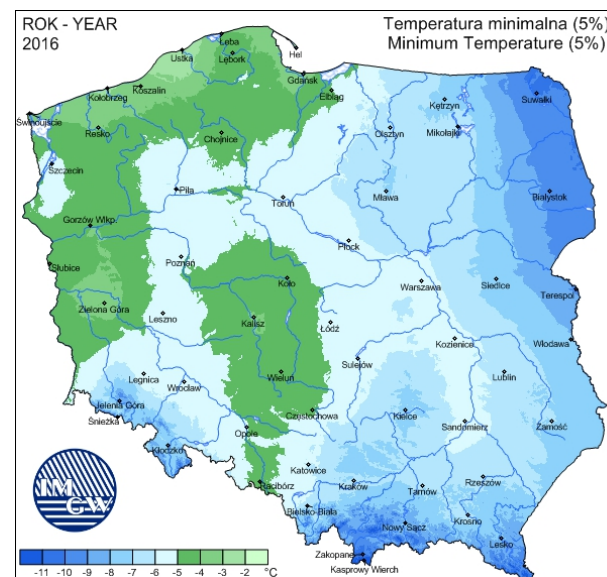 ROK - YEAR
2016
Temperatura minimalna (5%)
Minimum Temperature (5%)
Łeba
Hel
Ustka
Lębork
Gdańsk
Koszalin
Elbląg
Kołobrzeg
Kętrzyn
Suwałki
Świnoujście
Resko
Chojnice
Olsztyn
Mikołajki
Szczecin
Piła
Mława
Białystok
Toruń
Gorzów Wlkp.
Płock
Słubice
Poznań
Koło
Warszawa
Siedlce
Terespol
Zielona Góra
Leszno
Kalisz
Łódź
Kozienice
Włodawa
Sulejów
Legnica
Wrocław
Wieluń
Lublin
Jelenia Góra
Śnieżka
Częstochowa
Kielce
Sandomierz
Zamość
Opole
Kłodzko
Katowice
Racibórz
Kraków
Tarnów
Rzeszów
Bielsko-Biała
Nowy Sącz
Krosno
Lesko
Zakopane
Kasprowy Wierch
IM
GW
-11 -10 -9 -8 -7 -6 -5 -4 -3 -2 °C